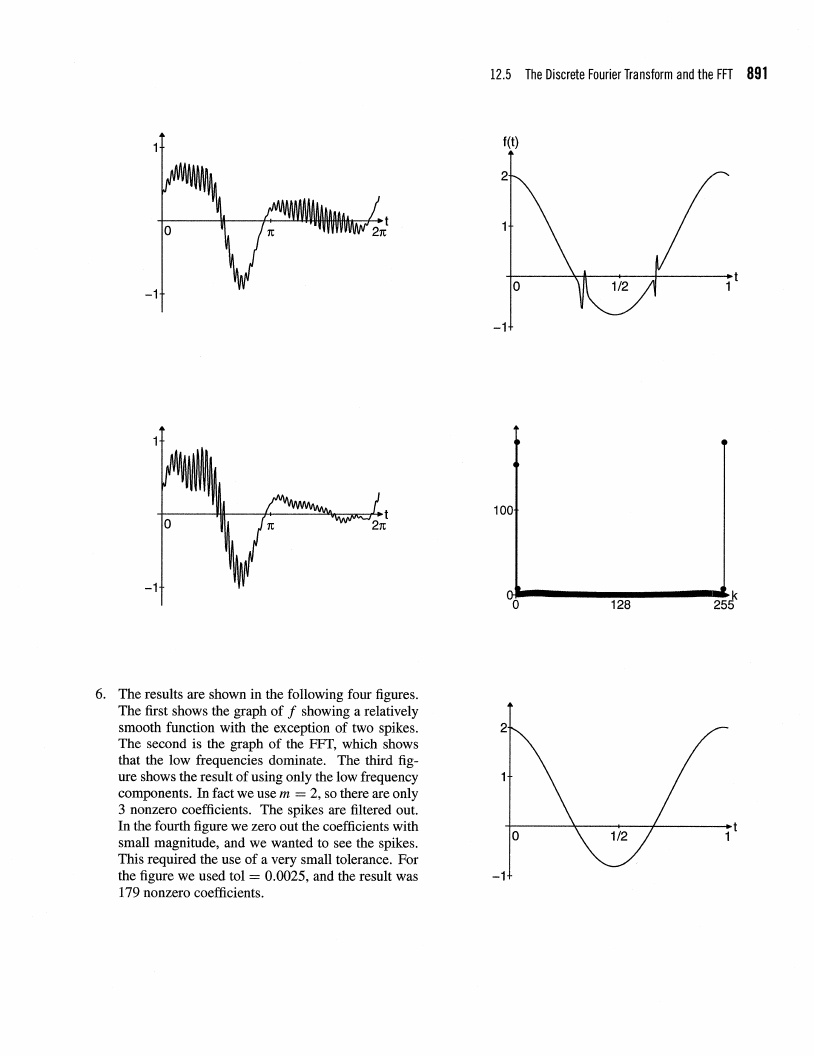 12.5 The Discrete Fourier Transform and the FFT 891
1
0 π 2π t
−1
1
0 π 2π t
−1
6. The results are shown in the following four figures.
The first shows the graph of f showing a relatively
smooth function with the exception of two spikes.
The second is the graph of the FFT, which shows
that the low frequencies dominate. The third fig-
ure shows the result of using only the low frequency
components. In fact we use m = 2, so there are only
3 nonzero coefficients. The spikes are filtered out.
In the fourth figure we zero out the coefficients with
small magnitude, and we wanted to see the spikes.
This required the use of a very small tolerance. For
the figure we used tol = 0.0025, and the result was
179 nonzero coefficients.
f(t)
2
1
0 1/2 1 t
−1
100
0
0 128 255 k
2
1
0 1/2 1 t
−1